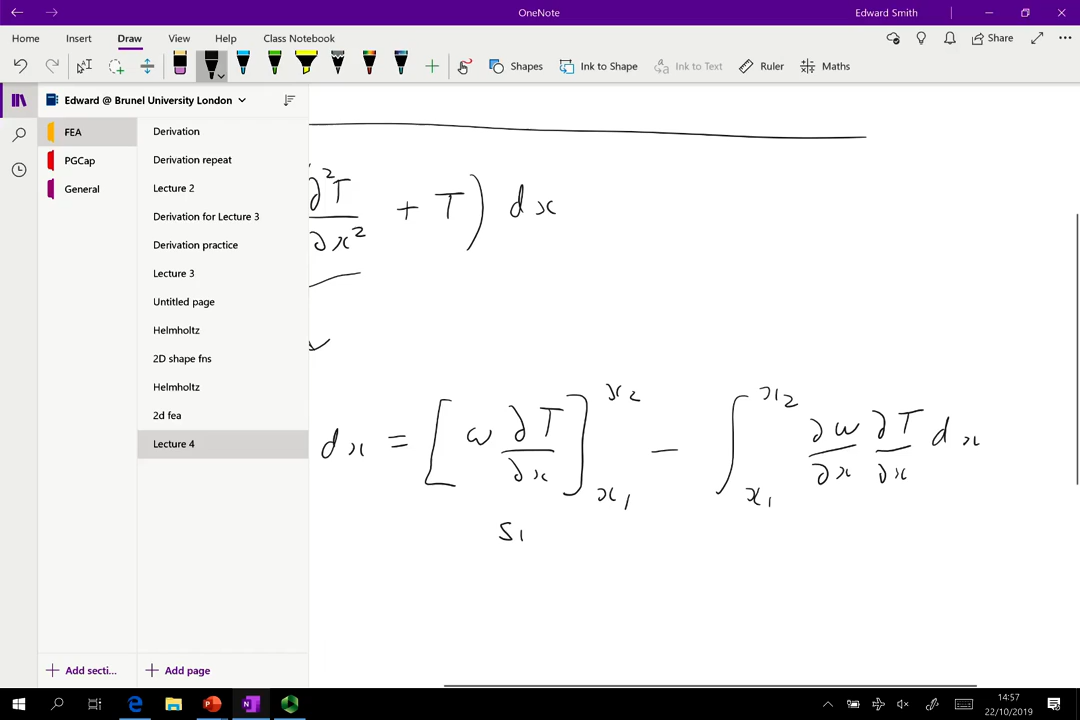 OneNote
Edward Smith
Home Insert Draw View Help Class Notebook
Share
Shapes Ink to Shape Ink to Text Ruler Maths
Edward @ Brunel University London
FEA
PGCap
General
Derivation
Derivation repeat
Lecture 2
Derivation for Lecture 3
Derivation practice
Lecture 3
Untitled page
Helmholtz
2D shape fns
Helmholtz
2d fea
Lecture 4
∂²T/∂x² + T) dx
dx = [w ∂T/∂x]_{x₁}^{x₂} − ∫_{x₁}^{x₂} ∂w/∂x ∂T/∂x dx
Add secti...
Add page
14:57
22/10/2019